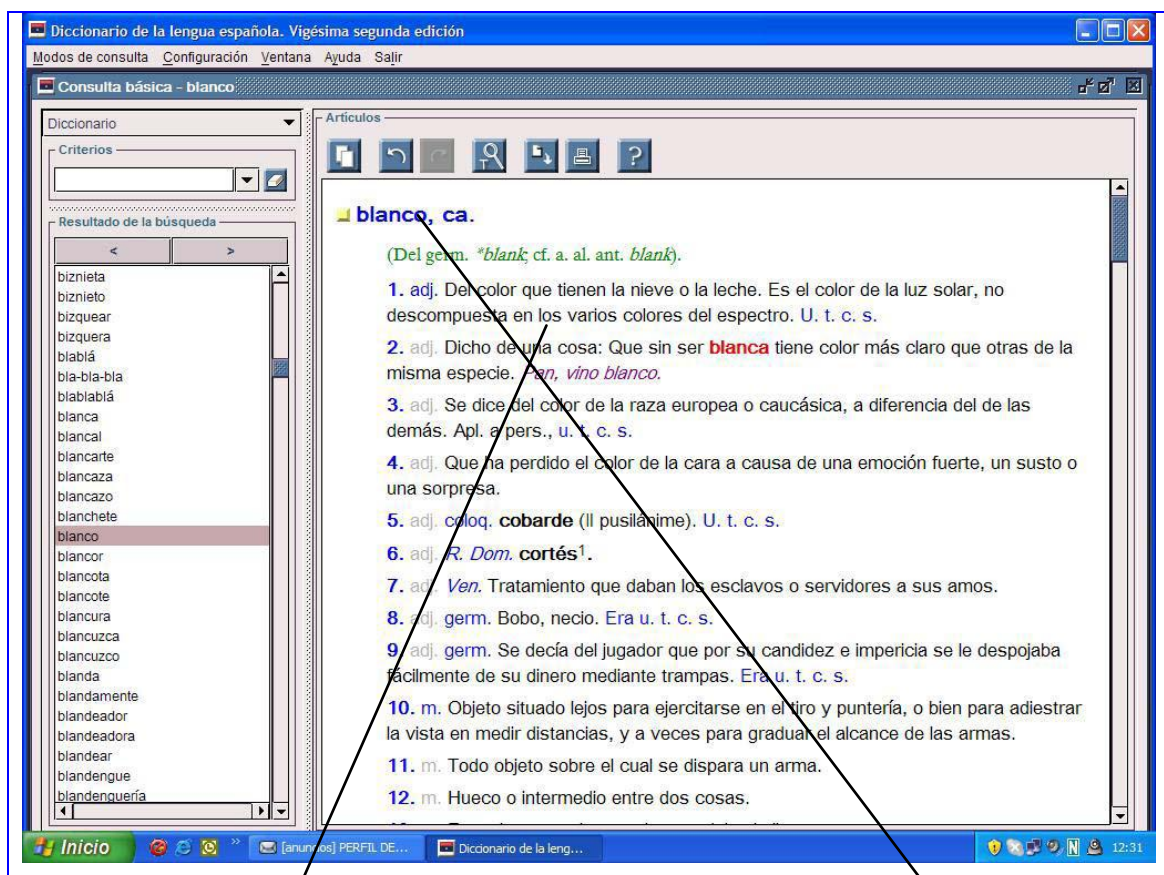 Diccionario de la lengua española. Vigésima segunda edición
Modos de consulta Configuración Ventana Ayuda Salir
Consulta básica - blanco
Diccionario
Criterios
Resultado de la búsqueda
< >
biznieta
biznieto
bizquear
bizquera
blablá
bla-bla-bla
blablablá
blanca
blancal
blancarte
blancaza
blancazo
blanchete
blanco
blancor
blancota
blancote
blancura
blancuzca
blancuzco
blanda
blandamente
blandeador
blandeadora
blandear
blandengue
blandenguería
Artículos
blanco, ca.
(Del germ. *blank; cf. a. al. ant. blank).
1. adj. Del color que tienen la nieve o la leche. Es el color de la luz solar, no
descompuesta en los varios colores del espectro. U. t. c. s.
2. adj. Dicho de una cosa: Que sin ser blanca tiene color más claro que otras de la
misma especie. Pan, vino blanco.
3. adj. Se dice del color de la raza europea o caucásica, a diferencia del de las
demás. Apl. a pers., u. t. c. s.
4. adj. Que ha perdido el color de la cara a causa de una emoción fuerte, un susto o
una sorpresa.
5. adj. coloq. cobarde (ll pusilánime). U. t. c. s.
6. adj. R. Dom. cortés1.
7. adj. Ven. Tratamiento que daban los esclavos o servidores a sus amos.
8. adj. germ. Bobo, necio. Era u. t. c. s.
9. adj. germ. Se decía del jugador que por su candidez e impericia se le despojaba
fácilmente de su dinero mediante trampas. Era u. t. c. s.
10. m. Objeto situado lejos para ejercitarse en el tiro y puntería, o bien para adiestrar
la vista en medir distancias, y a veces para graduar el alcance de las armas.
11. m. Todo objeto sobre el cual se dispara un arma.
12. m. Hueco o intermedio entre dos cosas.
Inicio » [anuncios] PERFIL DE... Diccionario de la leng... N 12:31